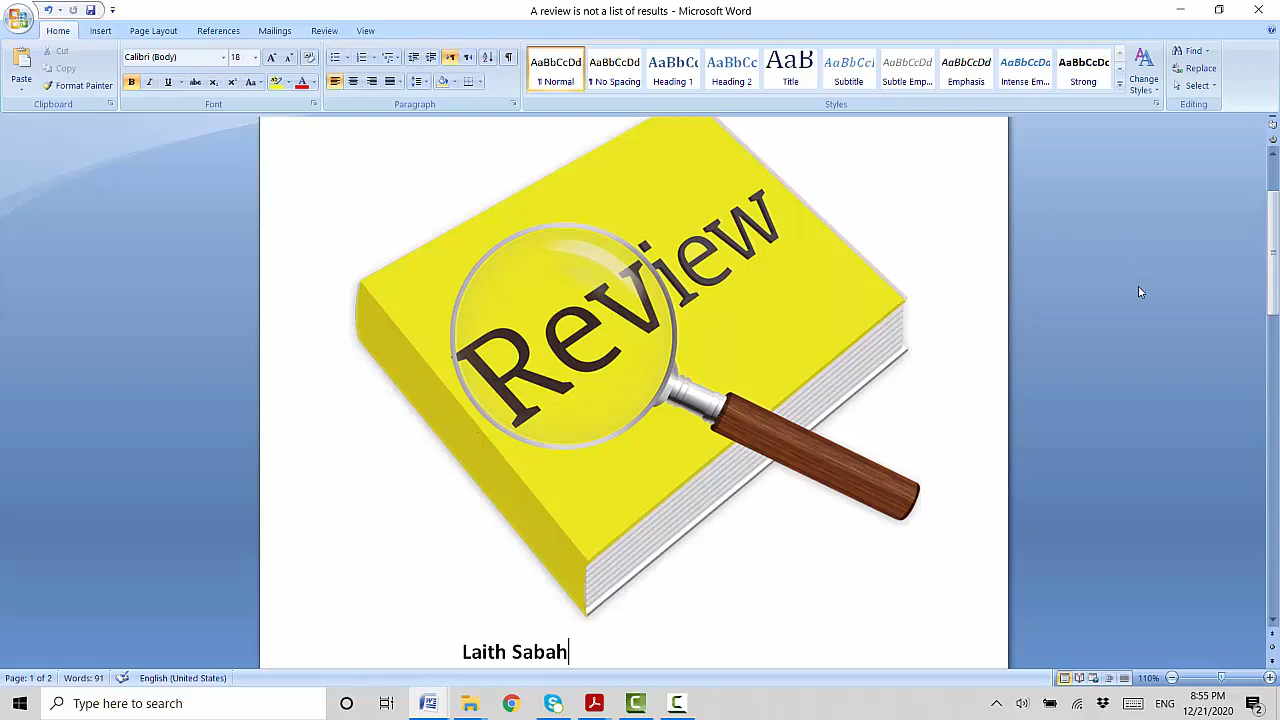 A review is not a list of results - Microsoft Word
Home Insert Page Layout References Mailings Review View
Paste
Cut
Copy
Format Painter
Clipboard
Calibri (Body) 18
Font
Paragraph
AaBbCcDd AaBbCcDd AaBbCc AaBbCc AaB AaBbCcl AaBbCcDd AaBbCcDd AaBbCcDd AaBbCcDc
¶ Normal ¶ No Spacing Heading 1 Heading 2 Title Subtitle Subtle Emp... Emphasis Intense Em... Strong
Styles
Change
Styles
Find
Replace
Select
Editing
Review
Laith Sabah
Page: 1 of 2 Words: 91 English (United States) 110%
Type here to search
ENG
8:55 PM
12/21/2020
2